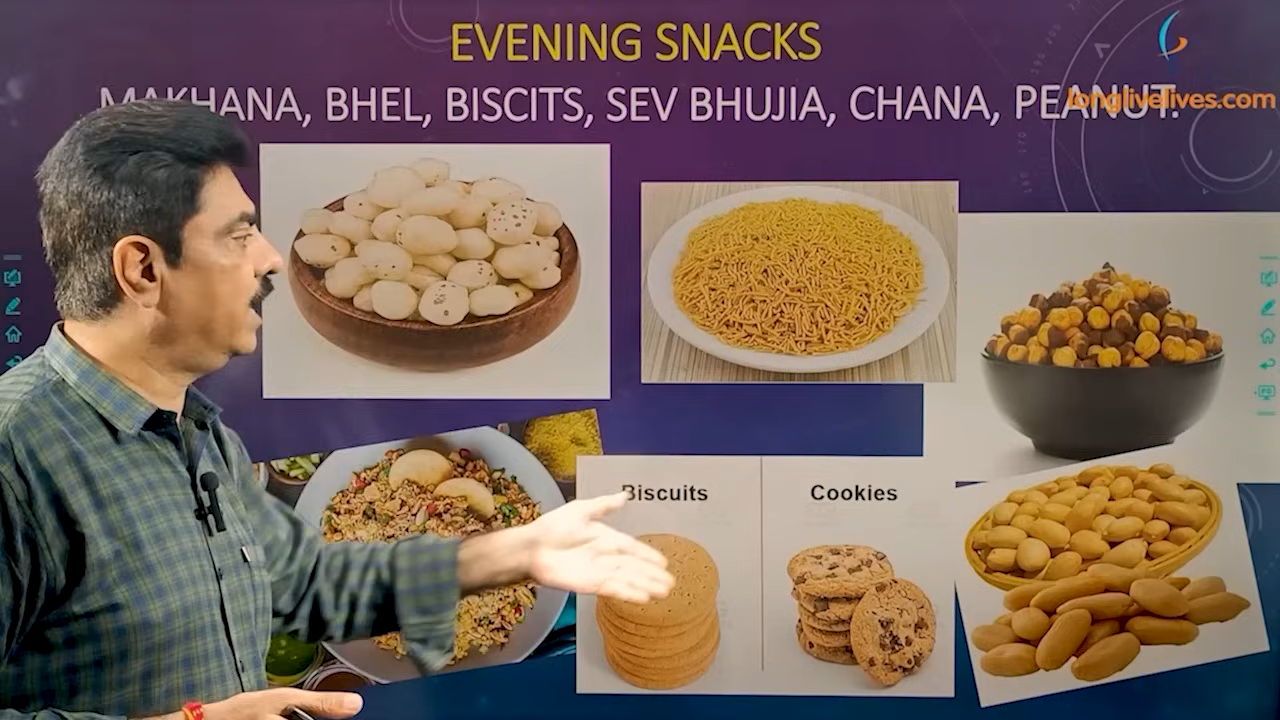 EVENING SNACKS
MAKHANA, BHEL, BISCITS, SEV BHUJIA, CHANA, PEANUT.
longlivelives.com
Biscuits Cookies